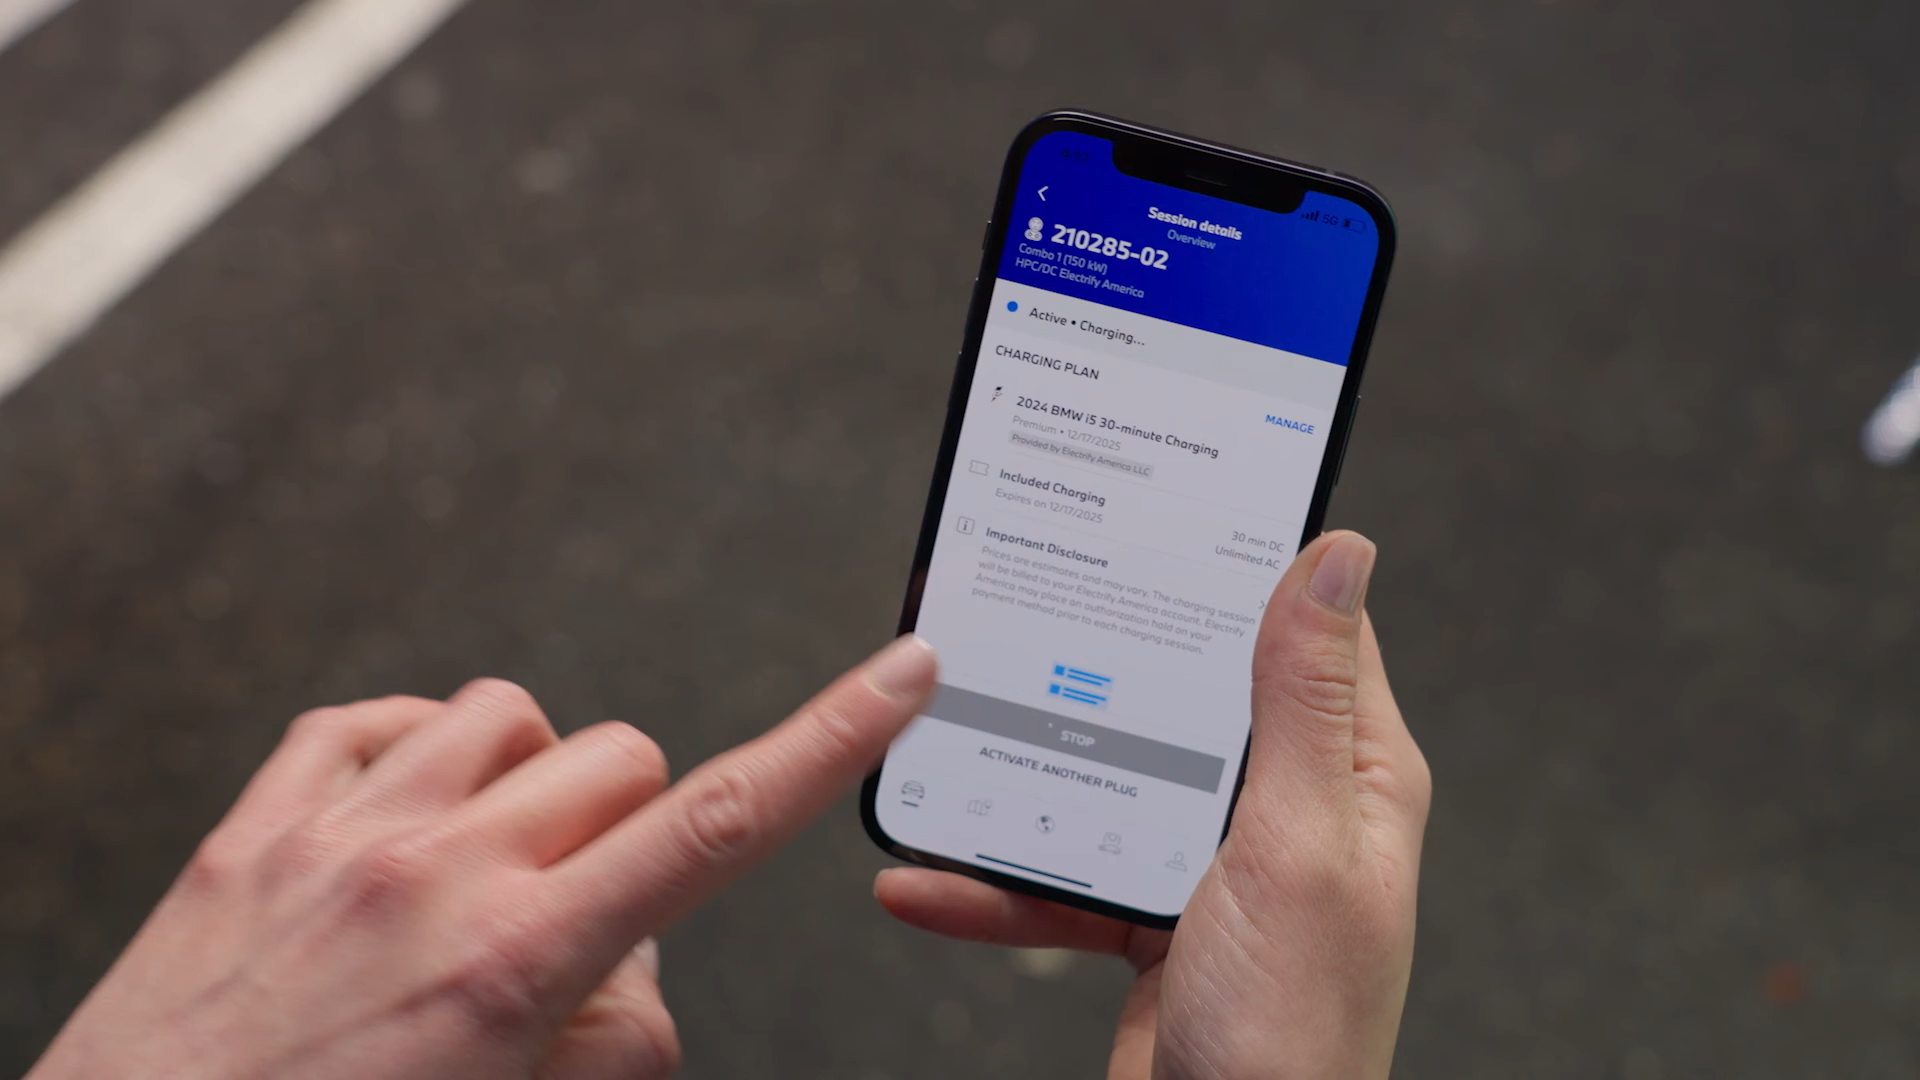 5G
Session details
Overview
210285-02
Combo 1 (150 kW)
HPC/DC Electrify America
Active • Charging...
CHARGING PLAN
MANAGE
2024 BMW i5 30-minute Charging
Premium • 12/17/2025
Provided by Electrify America LLC
Included Charging
Expires on 12/17/2025
30 min DC
Unlimited AC
Important Disclosure
Prices are estimates and may vary. The charging session
will be billed to your Electrify America account. Electrify
America may place an authorization hold on your
payment method prior to each charging session.
STOP
ACTIVATE ANOTHER PLUG